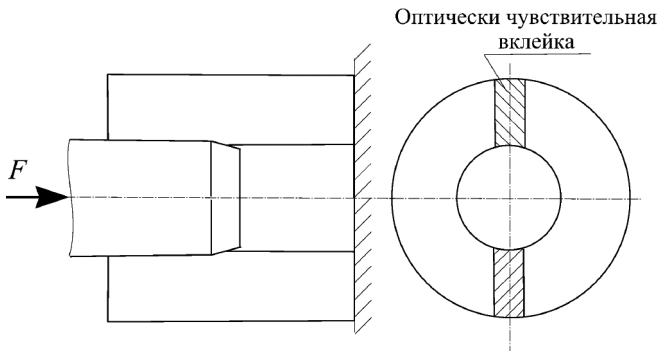 Оптически чувствительная
вклейка
F